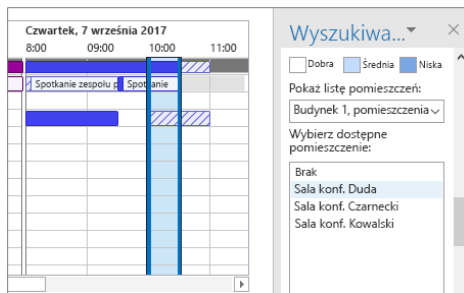 Czwartek, 7 września 2017
8:00 09:00 10:00 11:00
Spotkanie zespołu p Spotkanie
Wyszukiwa...
Dobra Średnia Niska
Pokaż listę pomieszczeń:
Budynek 1, pomieszczenia
Wybierz dostępne
pomieszczenie:
Brak
Sala konf. Duda
Sala konf. Czarnecki
Sala konf. Kowalski